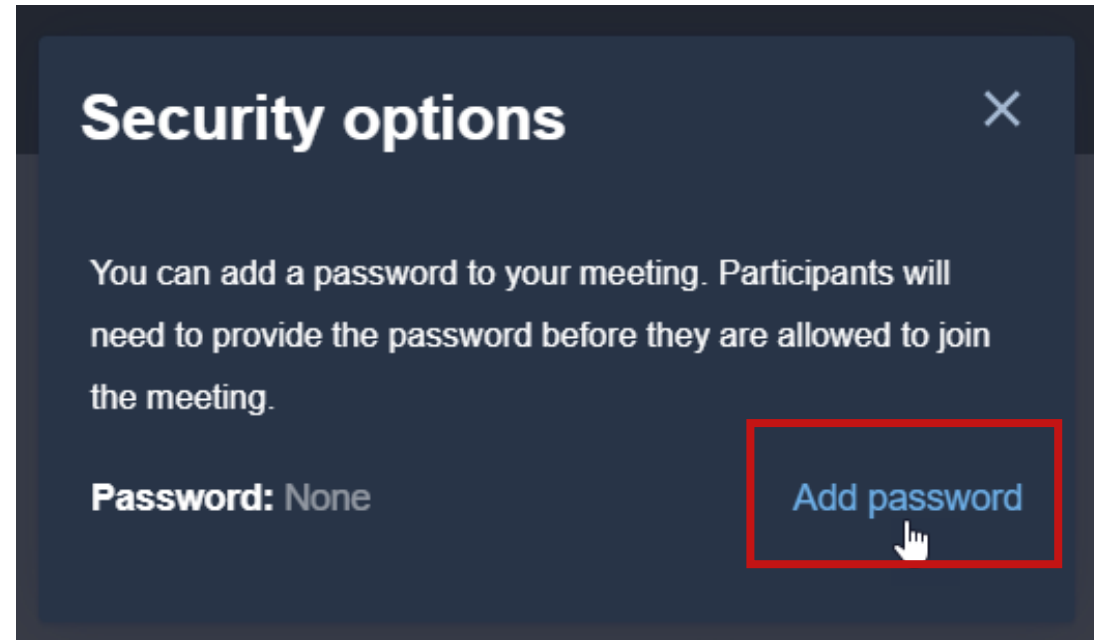 Security options
You can add a password to your meeting. Participants will
need to provide the password before they are allowed to join
the meeting.
Password: None Add password